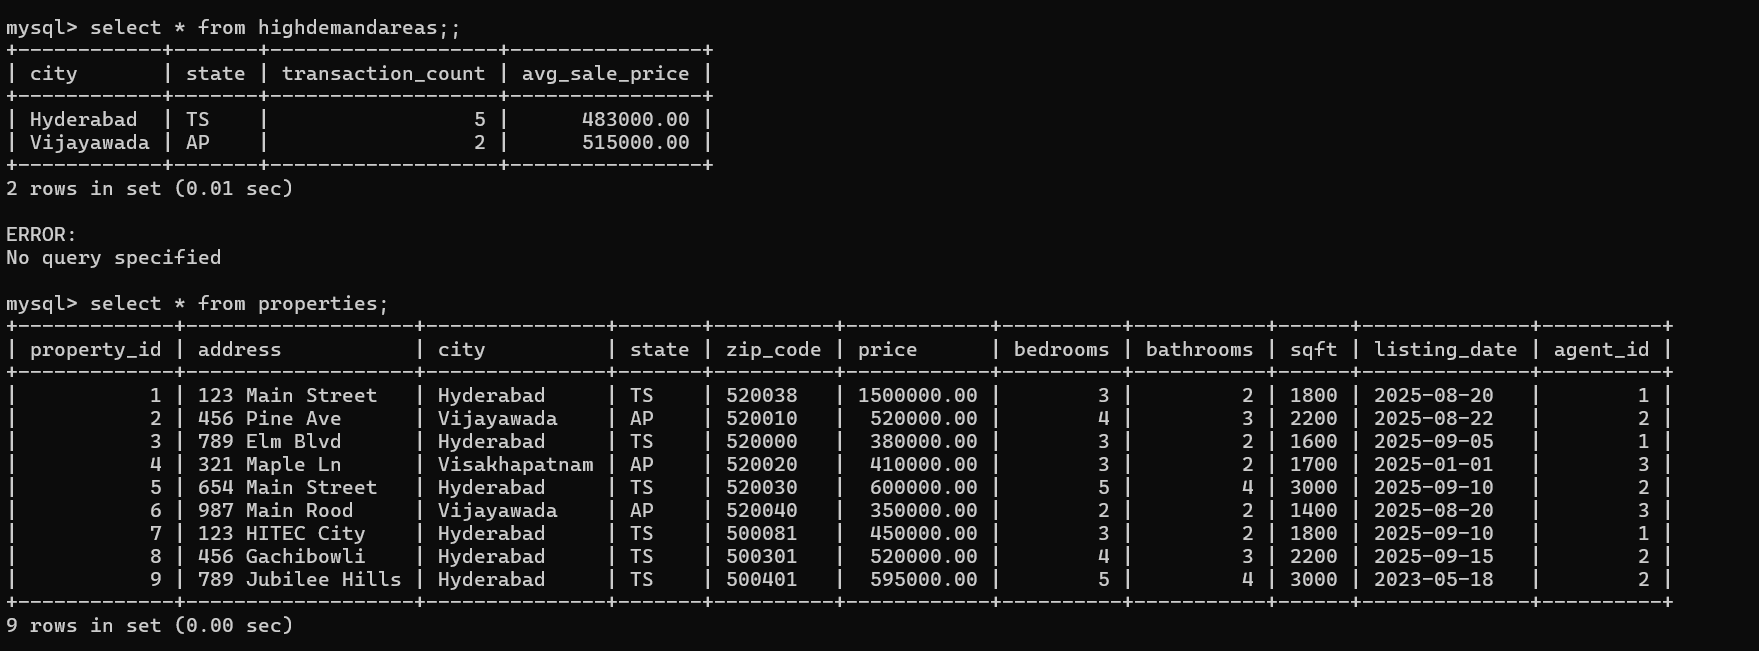 mysql> select * from highdemandareas;;
+------------+-------+-------------------+----------------+
| city       | state | transaction_count | avg_sale_price |
+------------+-------+-------------------+----------------+
| Hyderabad  | TS    |                 5 |      483000.00 |
| Vijayawada | AP    |                 2 |      515000.00 |
+------------+-------+-------------------+----------------+
2 rows in set (0.01 sec)

ERROR:
No query specified

mysql> select * from properties;
+-------------+-------------------+---------------+-------+----------+------------+----------+-----------+------+--------------+----------+
| property_id | address           | city          | state | zip_code | price      | bedrooms | bathrooms | sqft | listing_date | agent_id |
+-------------+-------------------+---------------+-------+----------+------------+----------+-----------+------+--------------+----------+
|           1 | 123 Main Street   | Hyderabad     | TS    | 520038   | 1500000.00 |        3 |         2 | 1800 | 2025-08-20   |        1 |
|           2 | 456 Pine Ave      | Vijayawada    | AP    | 520010   |  520000.00 |        4 |         3 | 2200 | 2025-08-22   |        2 |
|           3 | 789 Elm Blvd      | Hyderabad     | TS    | 520000   |  380000.00 |        3 |         2 | 1600 | 2025-09-05   |        1 |
|           4 | 321 Maple Ln      | Visakhapatnam | AP    | 520020   |  410000.00 |        3 |         2 | 1700 | 2025-01-01   |        3 |
|           5 | 654 Main Street   | Hyderabad     | TS    | 520030   |  600000.00 |        5 |         4 | 3000 | 2025-09-10   |        2 |
|           6 | 987 Main Rood     | Vijayawada    | AP    | 520040   |  350000.00 |        2 |         2 | 1400 | 2025-08-20   |        3 |
|           7 | 123 HITEC City    | Hyderabad     | TS    | 500081   |  450000.00 |        3 |         2 | 1800 | 2025-09-10   |        1 |
|           8 | 456 Gachibowli    | Hyderabad     | TS    | 500301   |  520000.00 |        4 |         3 | 2200 | 2025-09-15   |        2 |
|           9 | 789 Jubilee Hills | Hyderabad     | TS    | 500401   |  595000.00 |        5 |         4 | 3000 | 2023-05-18   |        2 |
+-------------+-------------------+---------------+-------+----------+------------+----------+-----------+------+--------------+----------+
9 rows in set (0.00 sec)